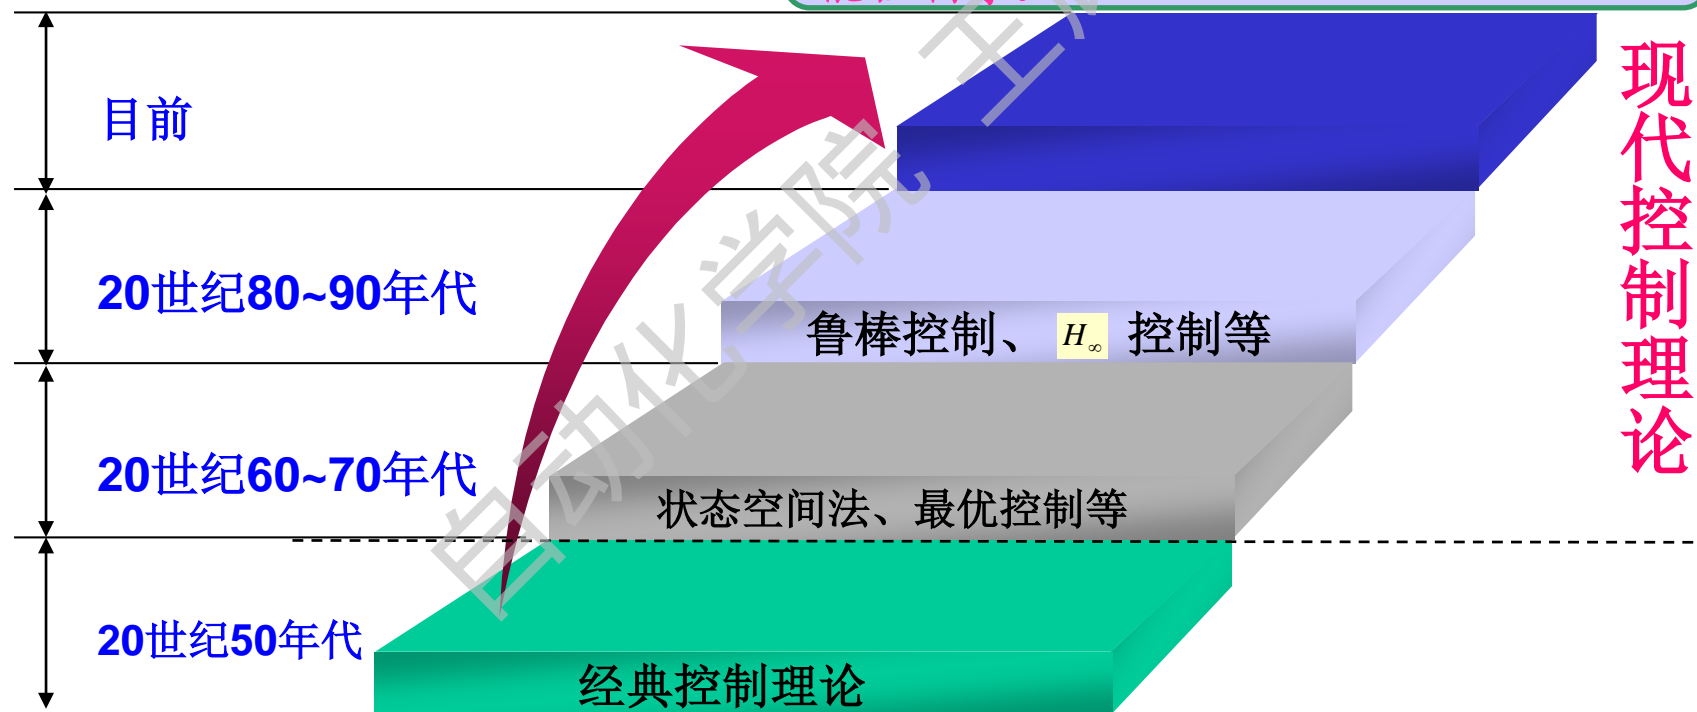 目前
20世纪80~90年代
鲁棒控制、 H∞ 控制等
20世纪60~70年代
状态空间法、最优控制等
20世纪50年代
经典控制理论
现代控制理论
自动化学院